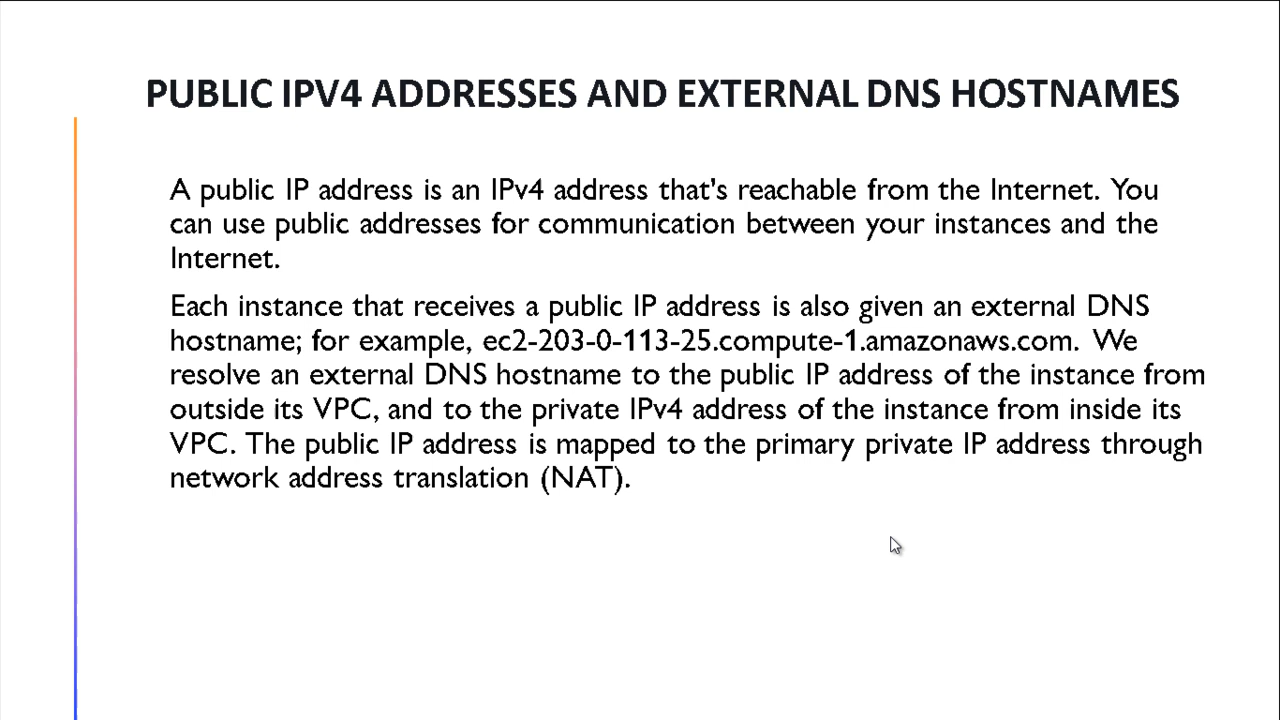 PUBLIC IPV4 ADDRESSES AND EXTERNAL DNS HOSTNAMES
A public IP address is an IPv4 address that's reachable from the Internet. You
can use public addresses for communication between your instances and the
Internet.
Each instance that receives a public IP address is also given an external DNS
hostname; for example, ec2-203-0-113-25.compute-1.amazonaws.com. We
resolve an external DNS hostname to the public IP address of the instance from
outside its VPC, and to the private IPv4 address of the instance from inside its
VPC. The public IP address is mapped to the primary private IP address through
network address translation (NAT).